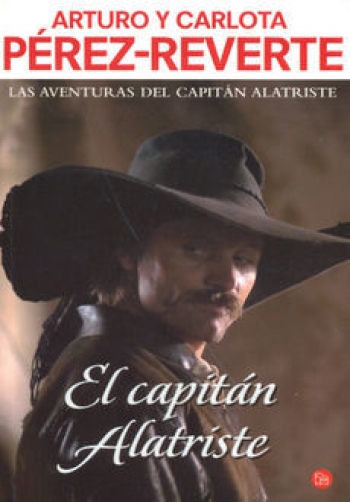 ARTURO Y CARLOTA
PÉREZ-REVERTE
LAS AVENTURAS DEL CAPITÁN ALATRISTE
El capitán
Alatriste